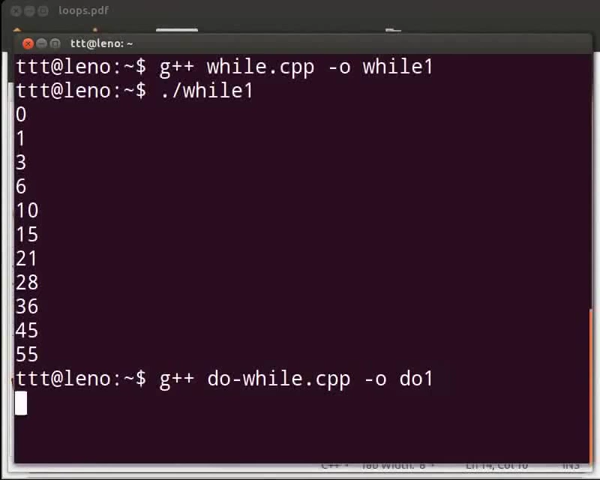 loops.pdf
ttt@leno: ~
ttt@leno:~$ g++ while.cpp -o while1
ttt@leno:~$ ./while1
0
1
3
6
10
15
21
28
36
45
55
ttt@leno:~$ g++ do-while.cpp -o do1
C++ Tab Width: 8 Ln 14, Col 10 INS